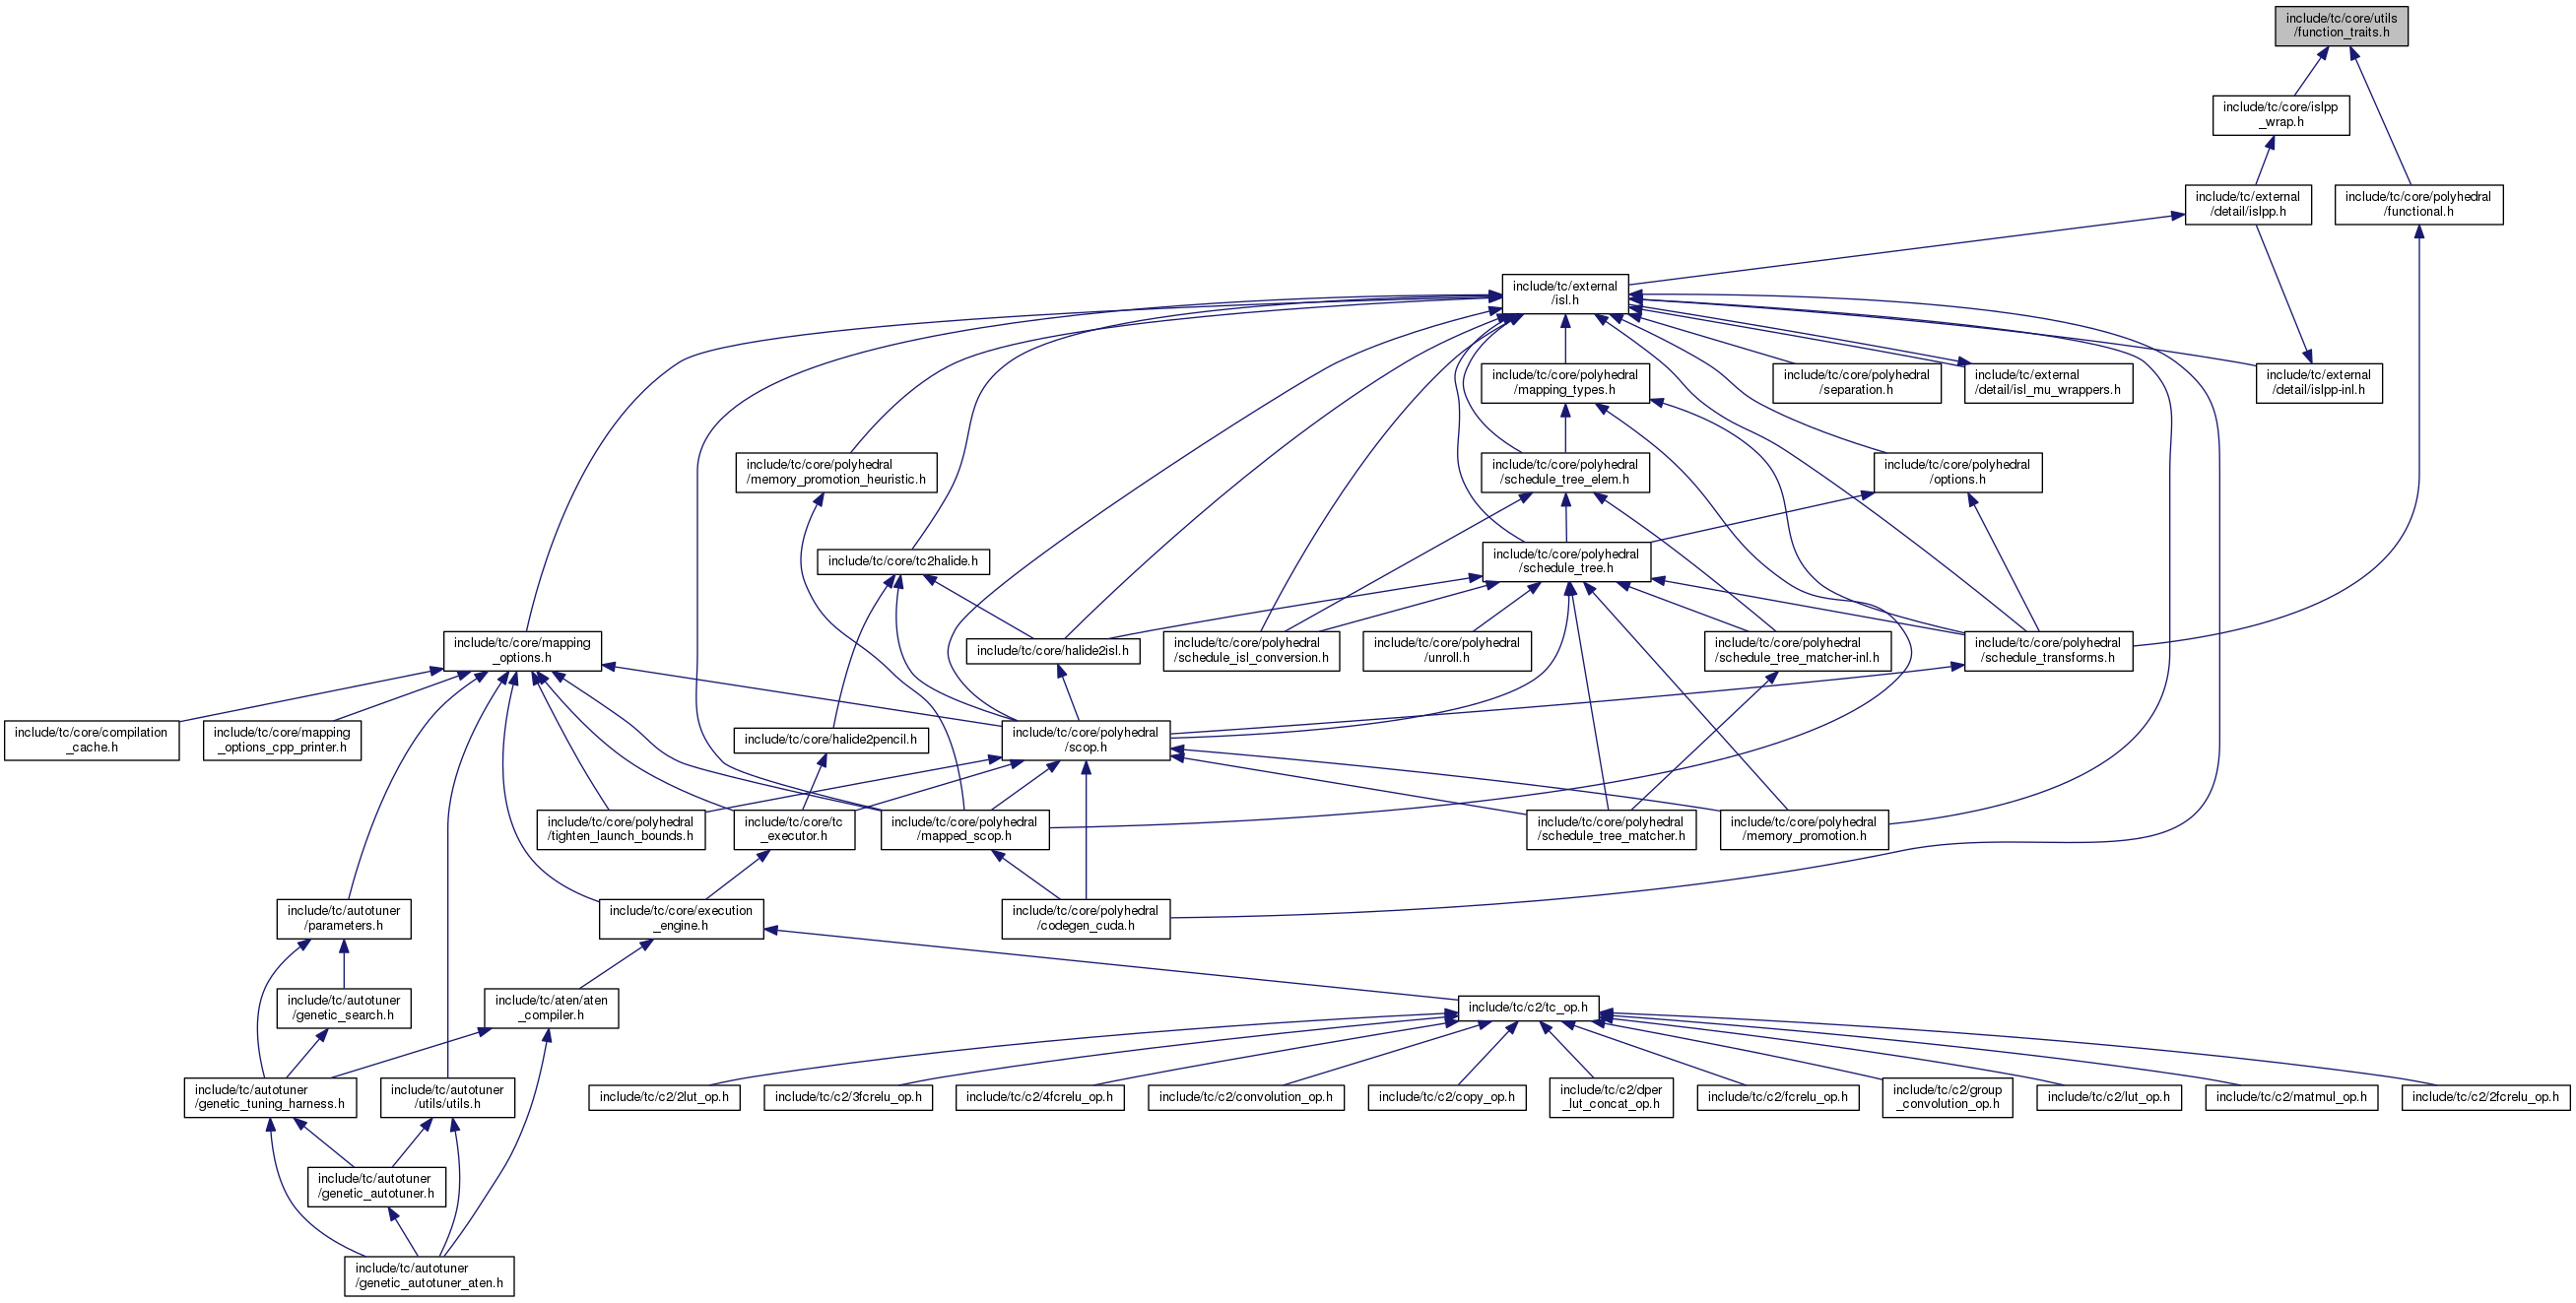 include/tc/core/utils
/function_traits.h
include/tc/core/islpp
_wrap.h
include/tc/external
/detail/islpp.h
include/tc/core/polyhedral
/functional.h
include/tc/external
/isl.h
include/tc/core/polyhedral
/mapping_types.h
include/tc/core/polyhedral
/separation.h
include/tc/external
/detail/isl_mu_wrappers.h
include/tc/external
/detail/islpp-inl.h
include/tc/core/polyhedral
/memory_promotion_heuristic.h
include/tc/core/polyhedral
/schedule_tree_elem.h
include/tc/core/polyhedral
/options.h
include/tc/core/tc2halide.h
include/tc/core/polyhedral
/schedule_tree.h
include/tc/core/mapping
_options.h
include/tc/core/halide2isl.h
include/tc/core/polyhedral
/schedule_isl_conversion.h
include/tc/core/polyhedral
/unroll.h
include/tc/core/polyhedral
/schedule_tree_matcher-inl.h
include/tc/core/polyhedral
/schedule_transforms.h
include/tc/core/compilation
_cache.h
include/tc/core/mapping
_options_cpp_printer.h
include/tc/core/halide2pencil.h
include/tc/core/polyhedral
/scop.h
include/tc/core/polyhedral
/tighten_launch_bounds.h
include/tc/core/tc
_executor.h
include/tc/core/polyhedral
/mapped_scop.h
include/tc/core/polyhedral
/schedule_tree_matcher.h
include/tc/core/polyhedral
/memory_promotion.h
include/tc/autotuner
/parameters.h
include/tc/core/execution
_engine.h
include/tc/core/polyhedral
/codegen_cuda.h
include/tc/autotuner
/genetic_search.h
include/tc/aten/aten
_compiler.h
include/tc/c2/tc_op.h
include/tc/autotuner
/genetic_tuning_harness.h
include/tc/autotuner
/utils/utils.h
include/tc/c2/2lut_op.h
include/tc/c2/3fcrelu_op.h
include/tc/c2/4fcrelu_op.h
include/tc/c2/convolution_op.h
include/tc/c2/copy_op.h
include/tc/c2/dper
_lut_concat_op.h
include/tc/c2/fcrelu_op.h
include/tc/c2/group
_convolution_op.h
include/tc/c2/lut_op.h
include/tc/c2/matmul_op.h
include/tc/c2/2fcrelu_op.h
include/tc/autotuner
/genetic_autotuner.h
include/tc/autotuner
/genetic_autotuner_aten.h